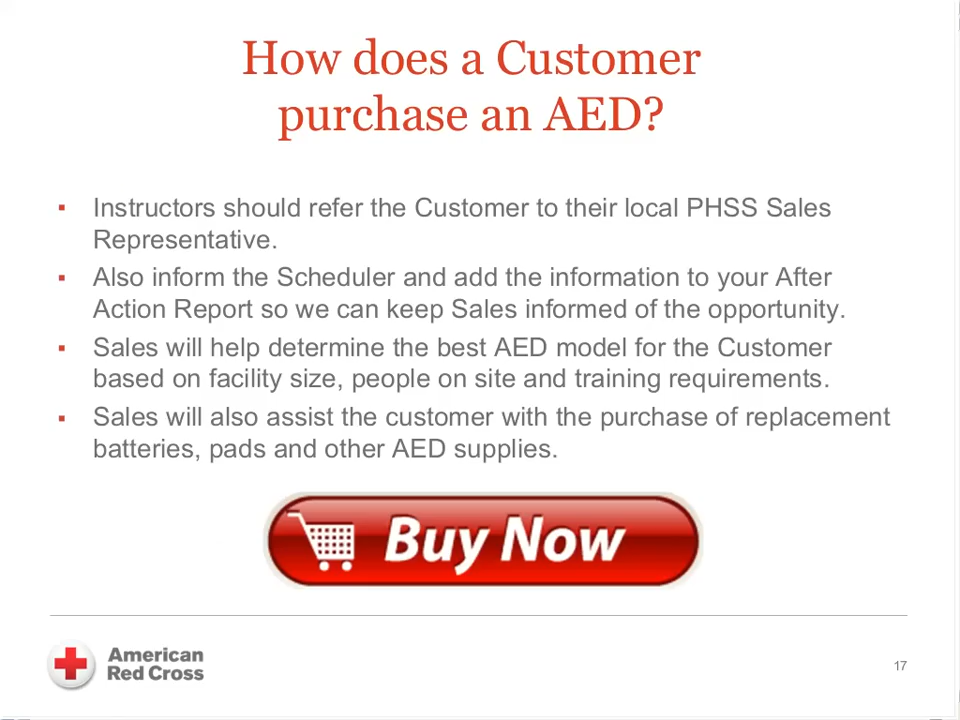 How does a Customer
purchase an AED?
▪ Instructors should refer the Customer to their local PHSS Sales
Representative.
▪ Also inform the Scheduler and add the information to your After
Action Report so we can keep Sales informed of the opportunity.
▪ Sales will help determine the best AED model for the Customer
based on facility size, people on site and training requirements.
▪ Sales will also assist the customer with the purchase of replacement
batteries, pads and other AED supplies.
Buy Now
American
Red Cross
17